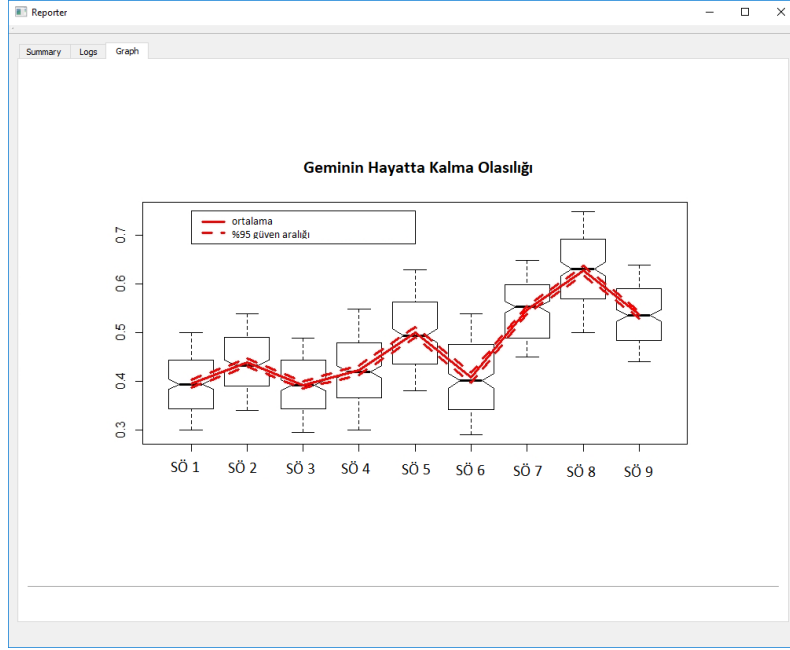 Reporter
Summary Logs Graph
Geminin Hayatta Kalma Olasılığı
ortalama
%95 güven aralığı
0.7
0.6
0.5
0.4
0.3
SÖ 1 SÖ 2 SÖ 3 SÖ 4 SÖ 5 SÖ 6 SÖ 7 SÖ 8 SÖ 9